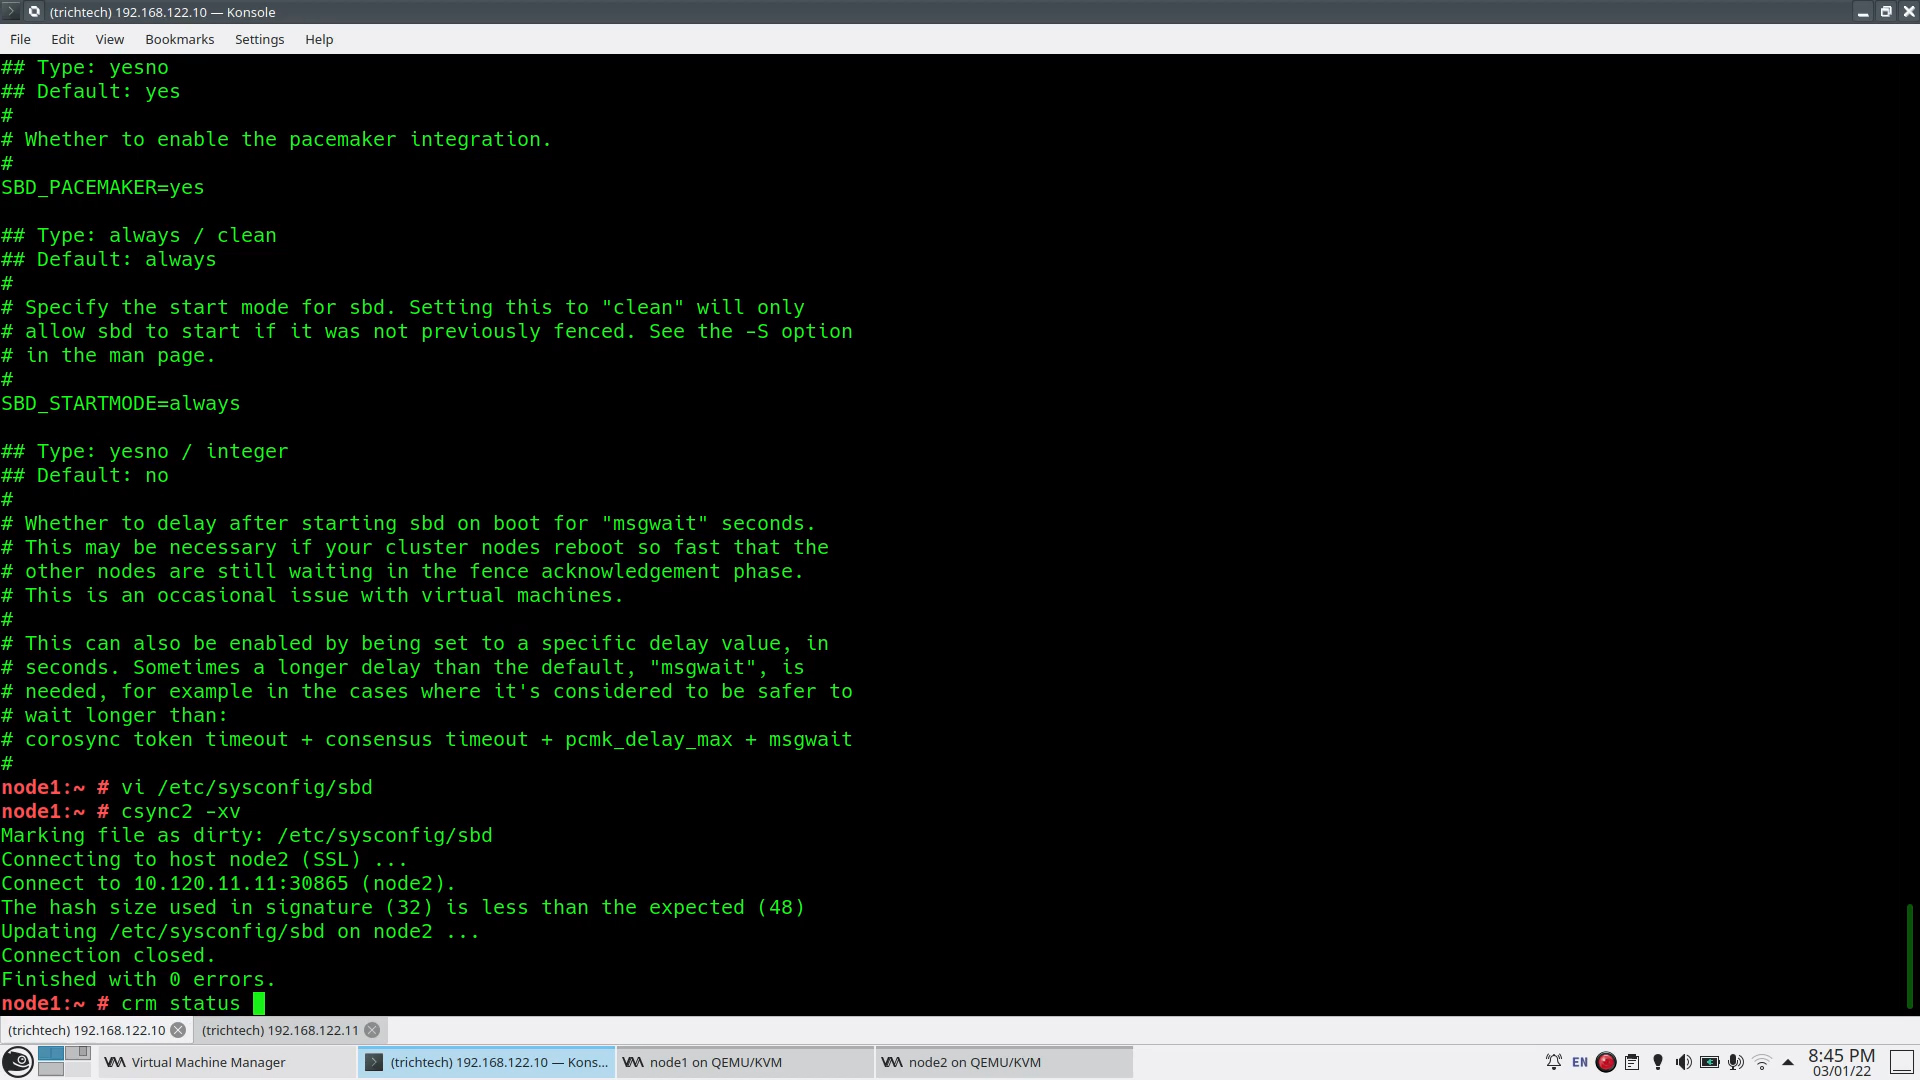 (trichtech) 192.168.122.10 — Konsole
File Edit View Bookmarks Settings Help
## Type: yesno
## Default: yes
#
# Whether to enable the pacemaker integration.
#
SBD_PACEMAKER=yes
## Type: always / clean
## Default: always
#
# Specify the start mode for sbd. Setting this to "clean" will only
# allow sbd to start if it was not previously fenced. See the -S option
# in the man page.
#
SBD_STARTMODE=always
## Type: yesno / integer
## Default: no
#
# Whether to delay after starting sbd on boot for "msgwait" seconds.
# This may be necessary if your cluster nodes reboot so fast that the
# other nodes are still waiting in the fence acknowledgement phase.
# This is an occasional issue with virtual machines.
#
# This can also be enabled by being set to a specific delay value, in
# seconds. Sometimes a longer delay than the default, "msgwait", is
# needed, for example in the cases where it's considered to be safer to
# wait longer than:
# corosync token timeout + consensus timeout + pcmk_delay_max + msgwait
#
node1:~ # vi /etc/sysconfig/sbd
node1:~ # csync2 -xv
Marking file as dirty: /etc/sysconfig/sbd
Connecting to host node2 (SSL) ...
Connect to 10.120.11.11:30865 (node2).
The hash size used in signature (32) is less than the expected (48)
Updating /etc/sysconfig/sbd on node2 ...
Connection closed.
Finished with 0 errors.
node1:~ # crm status
(trichtech) 192.168.122.10 (trichtech) 192.168.122.11
Virtual Machine Manager (trichtech) 192.168.122.10 — Kons... node1 on QEMU/KVM node2 on QEMU/KVM EN 8:45 PM
03/01/22